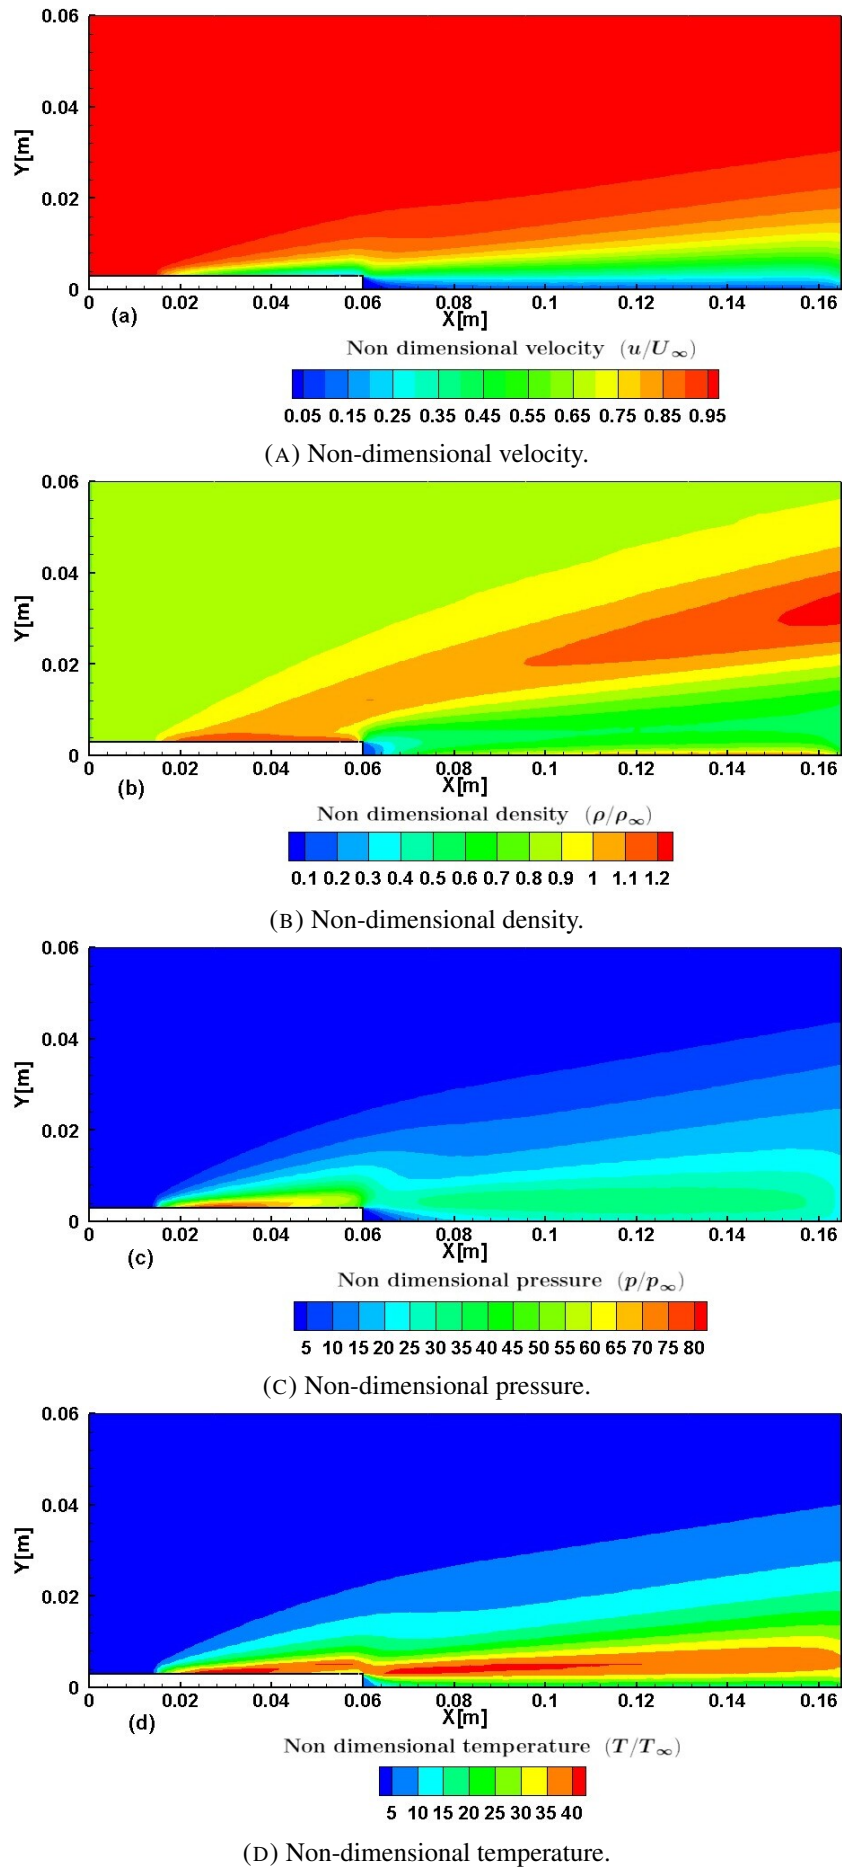 0.06
0.04
Y[m]
0.02
0
0 0.02 0.04 0.06 0.08 0.1 0.12 0.14 0.16
(a) X[m]
Non dimensional velocity (u/U∞)
0.05 0.15 0.25 0.35 0.45 0.55 0.65 0.75 0.85 0.95
(A) Non-dimensional velocity.
0.06
0.04
Y[m]
0.02
0
0 0.02 0.04 0.06 0.08 0.1 0.12 0.14 0.16
(b) X[m]
Non dimensional density (ρ/ρ∞)
0.1 0.2 0.3 0.4 0.5 0.6 0.7 0.8 0.9 1 1.1 1.2
(B) Non-dimensional density.
0.06
0.04
Y[m]
0.02
0
0 0.02 0.04 0.06 0.08 0.1 0.12 0.14 0.16
(c) X[m]
Non dimensional pressure (p/p∞)
5 10 15 20 25 30 35 40 45 50 55 60 65 70 75 80
(C) Non-dimensional pressure.
0.06
0.04
Y[m]
0.02
0
0 0.02 0.04 0.06 0.08 0.1 0.12 0.14 0.16
(d) X[m]
Non dimensional temperature (T/T∞)
5 10 15 20 25 30 35 40
(D) Non-dimensional temperature.